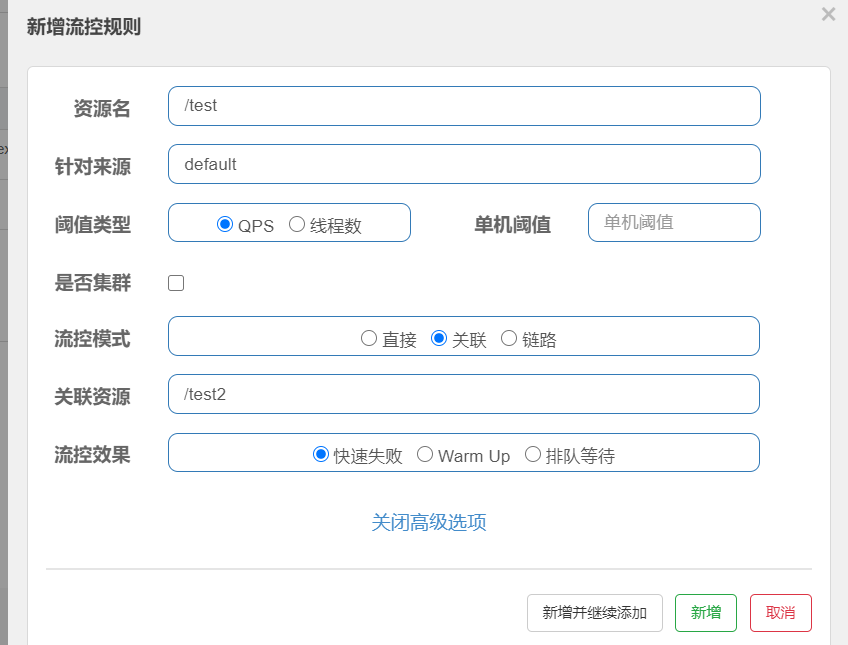 新增流控规则
×
资源名 /test
针对来源 default
阈值类型 QPS 线程数 单机阈值 单机阈值
是否集群
流控模式 直接 关联 链路
关联资源 /test2
流控效果 快速失败 Warm Up 排队等待
关闭高级选项
新增并继续添加 新增 取消